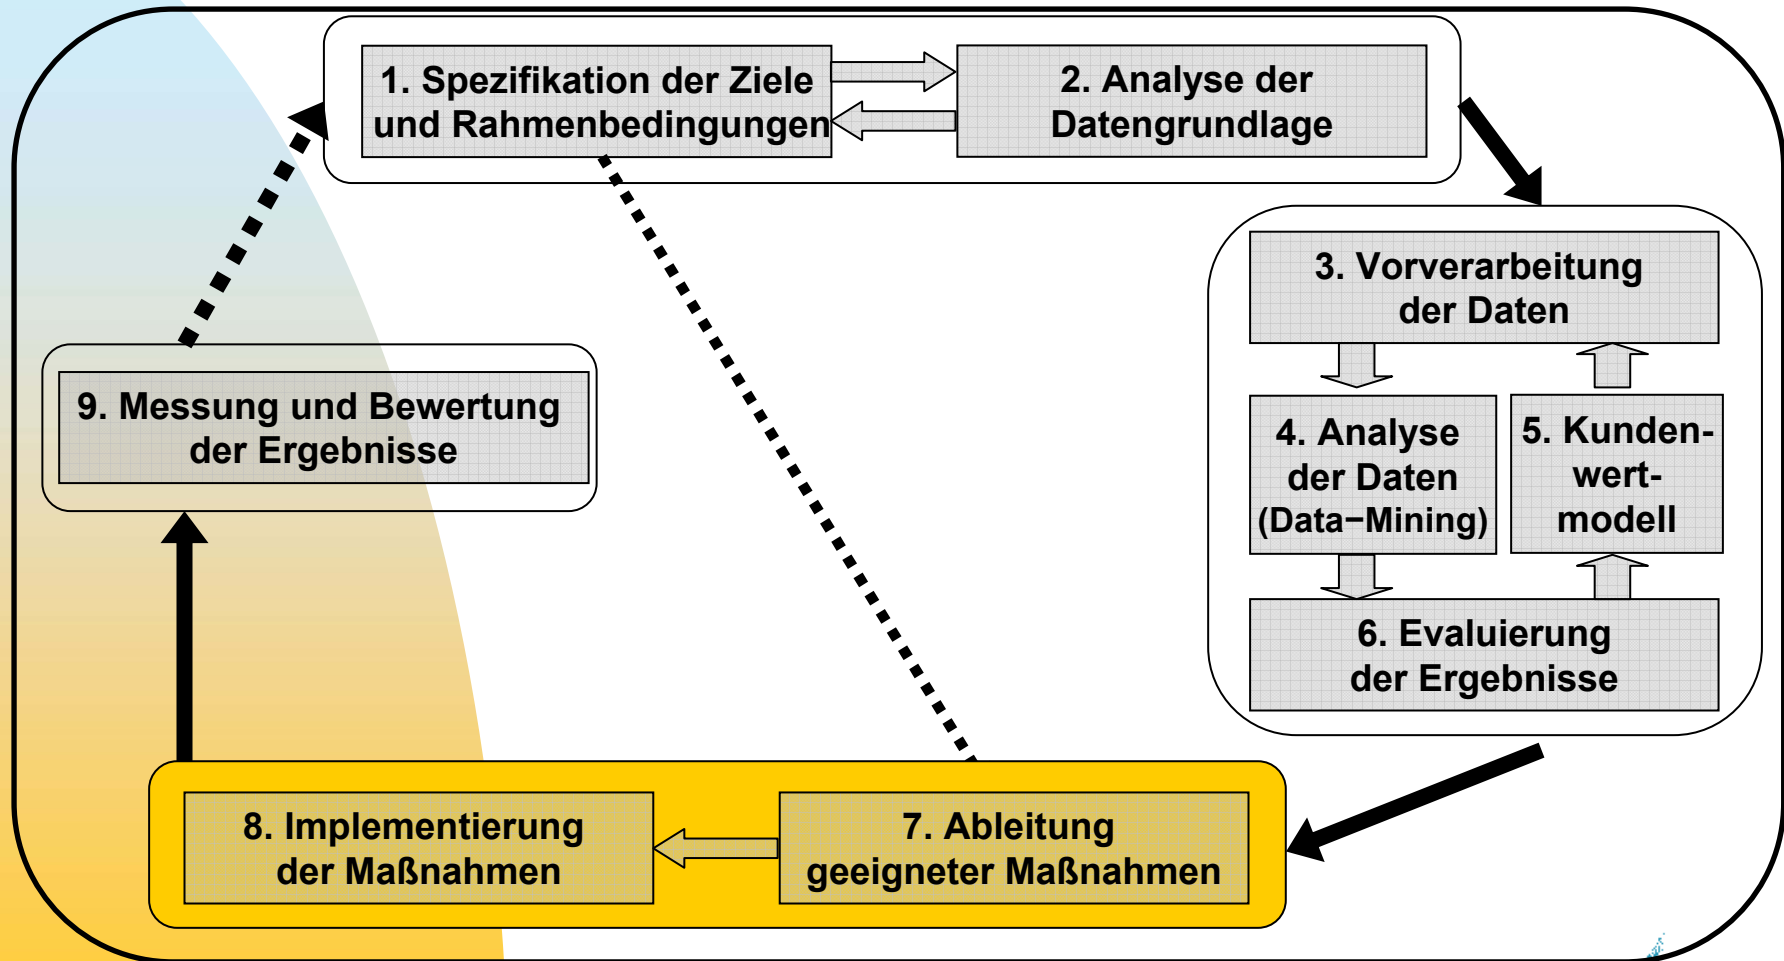 1. Spezifikation der Ziele
und Rahmenbedingungen
2. Analyse der
Datengrundlage
3. Vorverarbeitung
der Daten
4. Analyse
der Daten
(Data−Mining)
5. Kunden-
wert-
modell
6. Evaluierung
der Ergebnisse
7. Ableitung
geeigneter Maßnahmen
8. Implementierung
der Maßnahmen
9. Messung und Bewertung
der Ergebnisse